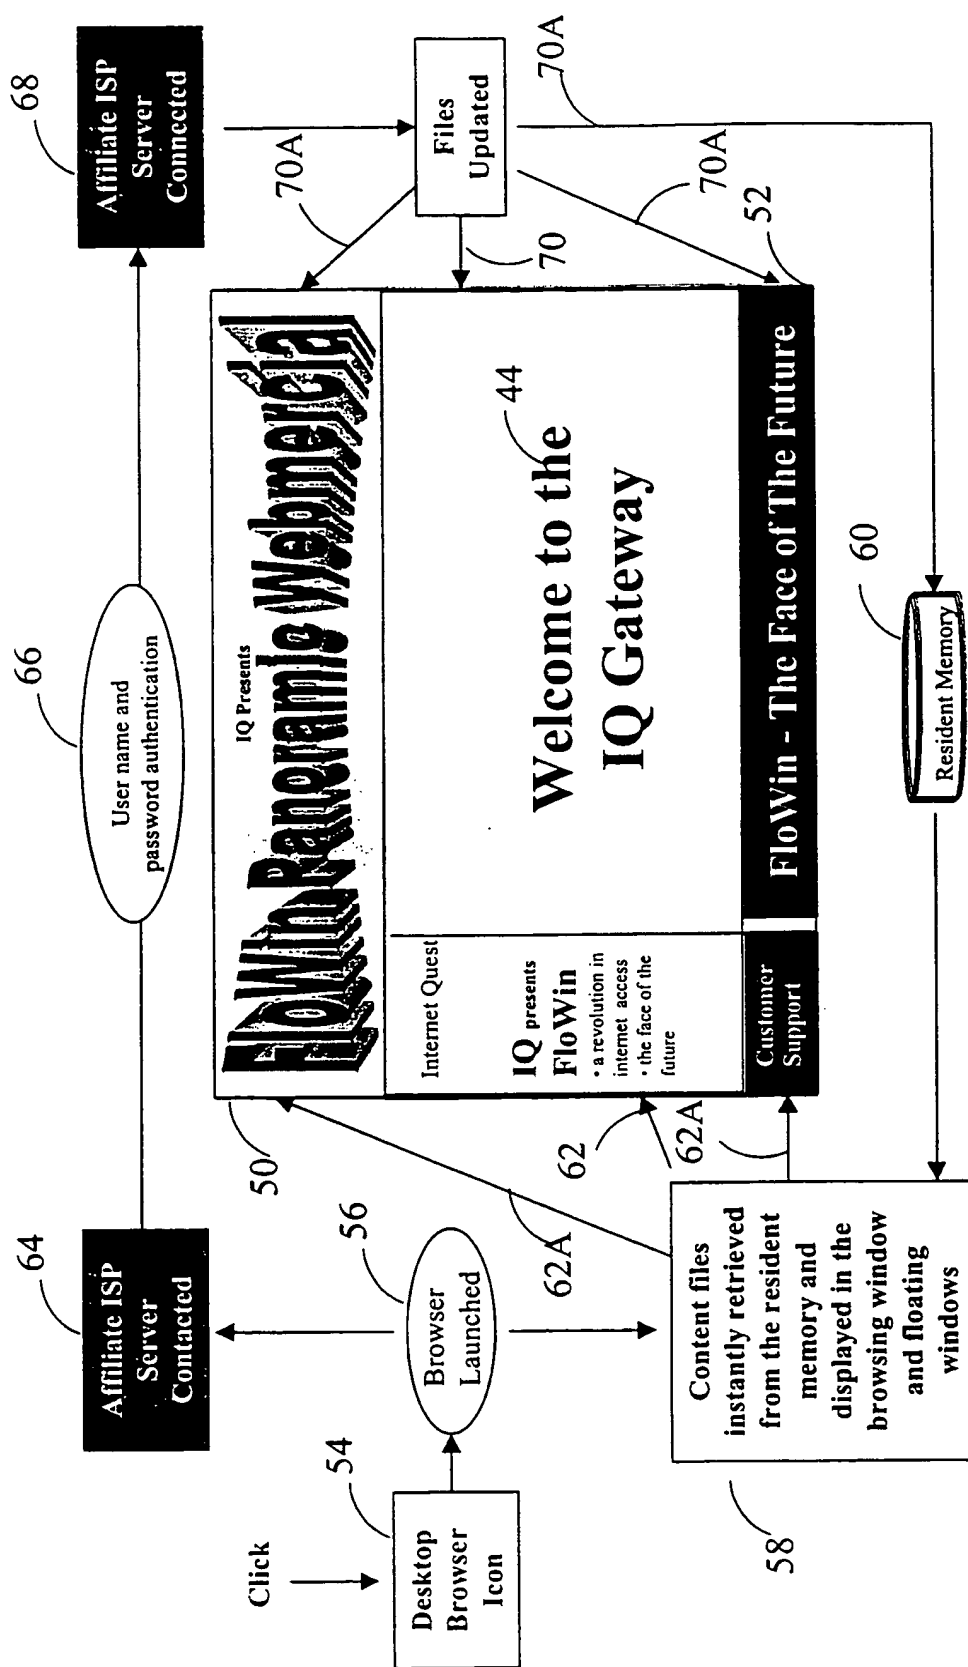 Click
Desktop
Browser
Icon
54
Browser
Launched
56
Affiliate ISP
Server
Contacted
64
User name and
password authentication
66
Affiliate ISP
Server
Connected
68
Files
Updated
70A
70
70A
70A
50
IQ Presents
FloWin Panoramic Webmercial
Internet Quest
IQ presents
FloWin
• a revolution in
internet access
• the face of the
future
Welcome to the
IQ Gateway
44
Customer
Support
FloWin - The Face of The Future
52
62A
62
62A
Content files
instantly retrieved
from the resident
memory and
displayed in the
browsing window
and floating
windows
58
Resident Memory
60